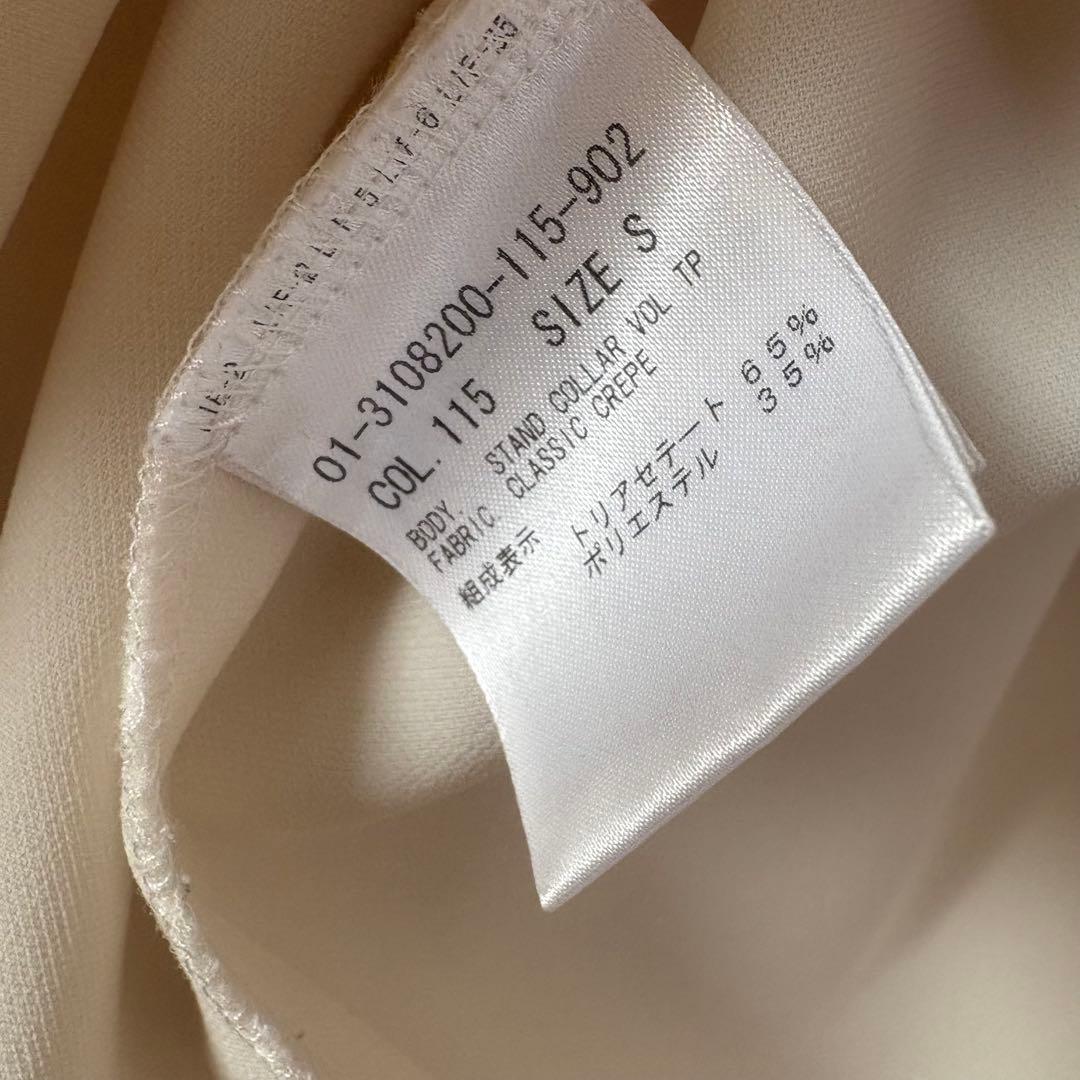 01-3108200-115-902
COL. 115 SIZE S
BODY. STAND COLLAR VOL TP
FABRIC CLASSIC CREPE
組成表示 トリアセテート 65%
ポリエステル 35%